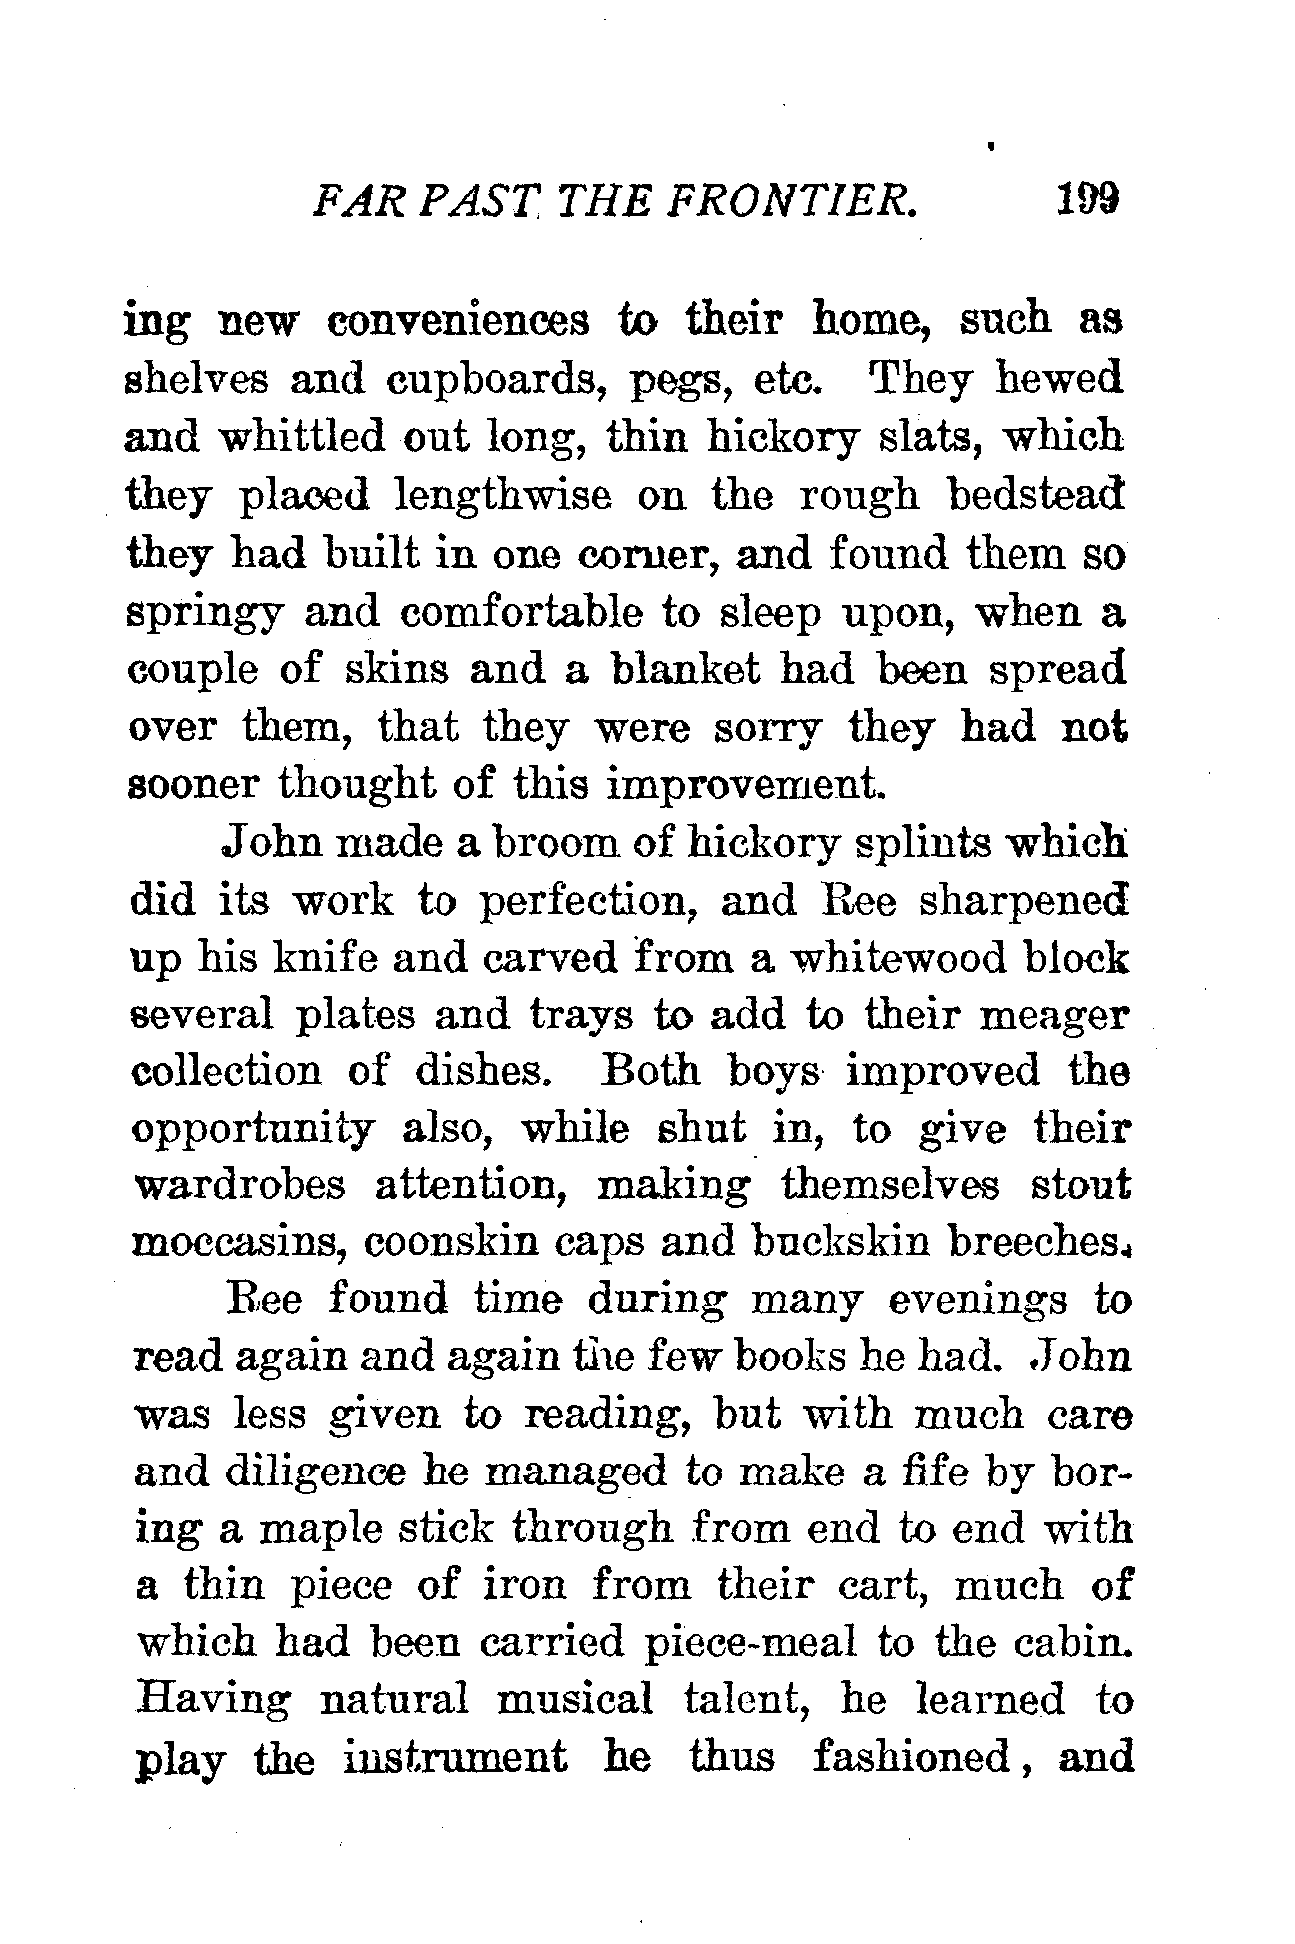 FAR PAST THE FRONTIER. 199
ing new conveniences to their home, such as
shelves and cupboards, pegs, etc. They hewed
and whittled out long, thin hickory slats, which
they placed lengthwise on the rough bedstead
they had built in one corner, and found them so
springy and comfortable to sleep upon, when a
couple of skins and a blanket had been spread
over them, that they were sorry they had not
sooner thought of this improvement.
John made a broom of hickory splints which
did its work to perfection, and Ree sharpened
up his knife and carved from a whitewood block
several plates and trays to add to their meager
collection of dishes. Both boys improved the
opportunity also, while shut in, to give their
wardrobes attention, making themselves stout
moccasins, coonskin caps and buckskin breeches.
Ree found time during many evenings to
read again and again the few books he had. John
was less given to reading, but with much care
and diligence he managed to make a fife by bor-
ing a maple stick through from end to end with
a thin piece of iron from their cart, much of
which had been carried piece-meal to the cabin.
Having natural musical talent, he learned to
play the instrument he thus fashioned, and